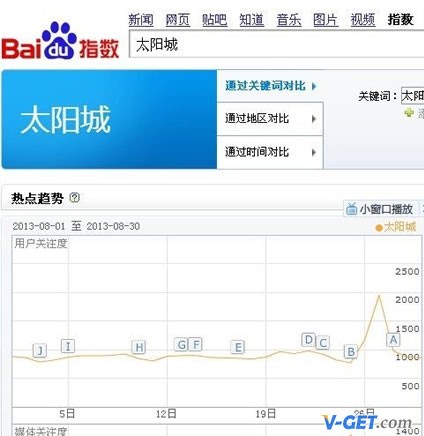 新闻 网页 贴吧 知道 音乐 图片 视频 指数
Bai du 指数
太阳城
太阳城
通过关键词对比
通过地区对比
通过时间对比
关键词: 太阳
热点趋势
小窗口播放
2013-08-01 至 2013-08-30
太阳城
用户关注度
2500
2000
1500
1000
500
J I H G F E D C B A
5日 12日 19日 26日
媒体关注度
1400
V-GET.com